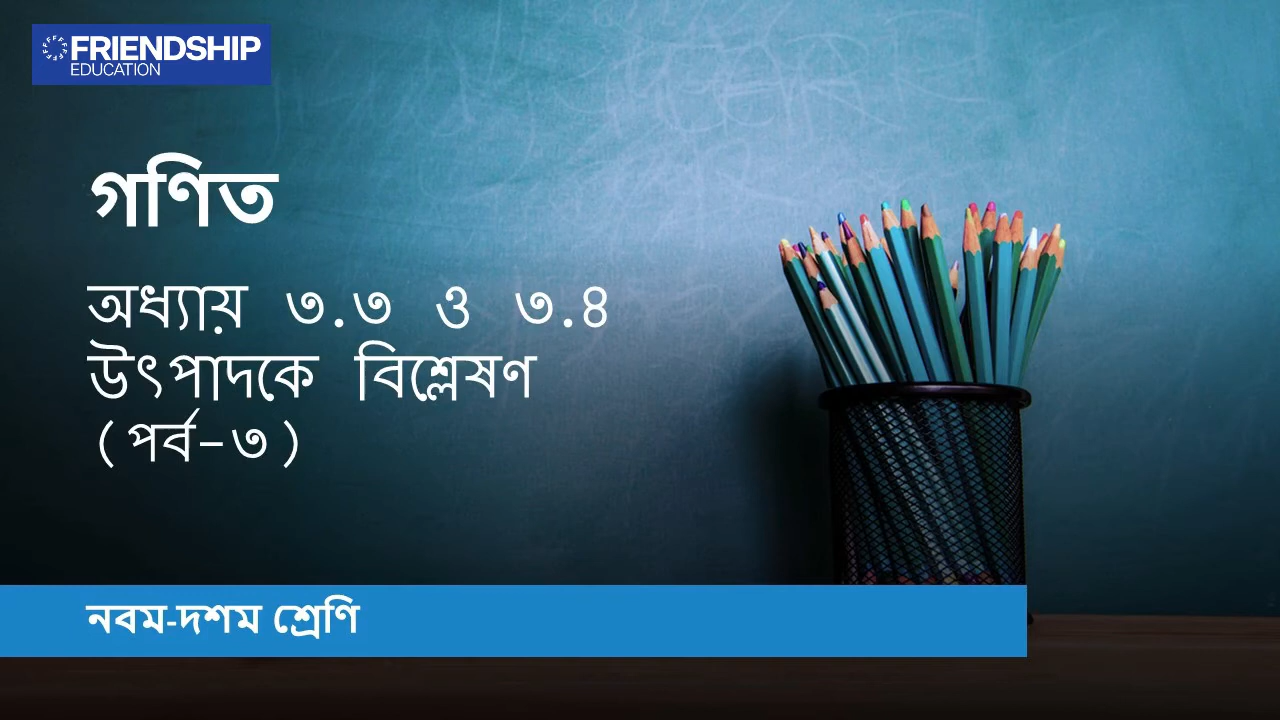 FRIENDSHIP
EDUCATION
গণিত
অধ্যায় ৩.৩ ও ৩.৪
উৎপাদকে বিশ্লেষণ
(পর্ব-৩)
নবম-দশম শ্রেণি